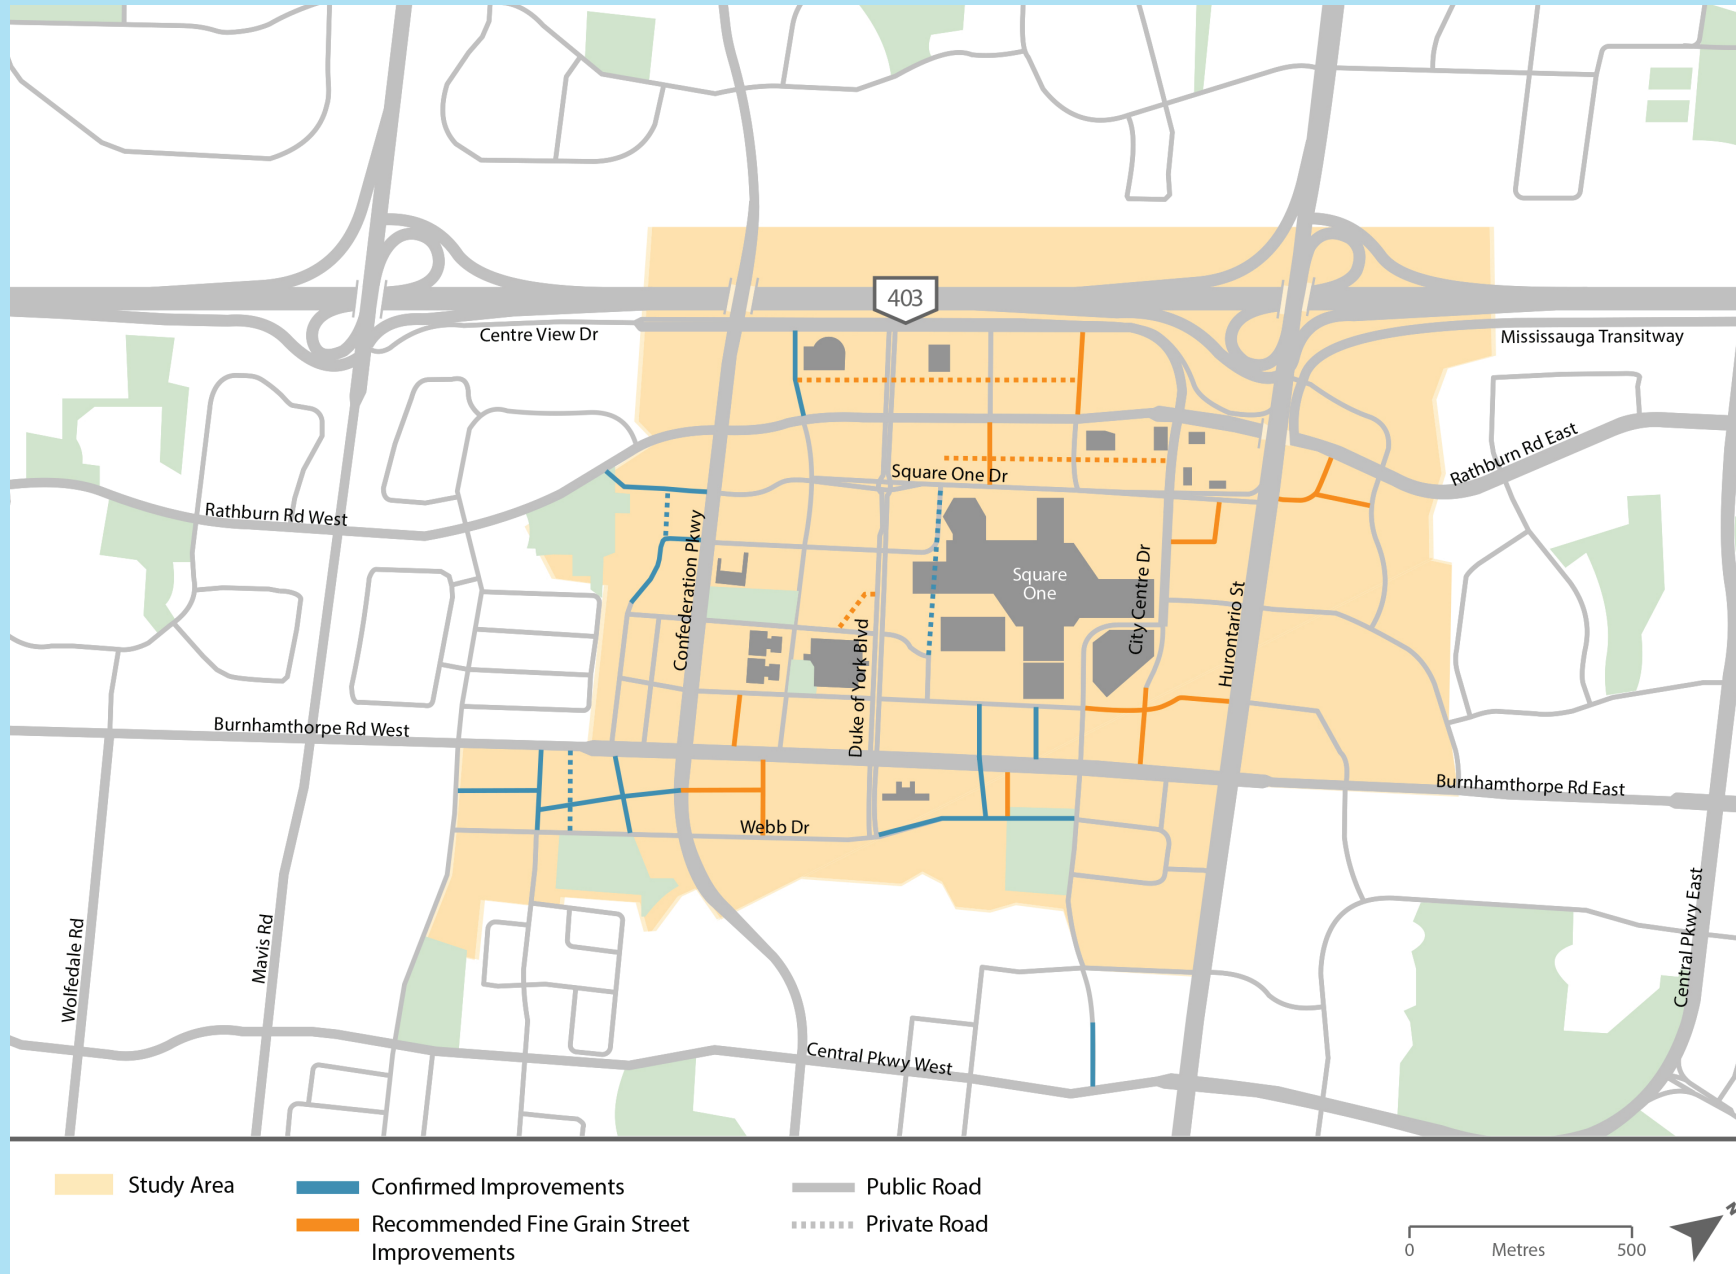 403
Centre View Dr
Mississauga Transitway
Rathburn Rd East
Square One Dr
Rathburn Rd West
Confederation Pkwy
Square
One
City Centre Dr
Hurontario St
Duke of York Blvd
Burnhamthorpe Rd West
Burnhamthorpe Rd East
Webb Dr
Wolfedale Rd
Mavis Rd
Central Pkwy East
Central Pkwy West
Study Area
Confirmed Improvements
Public Road
Recommended Fine Grain Street
Improvements
Private Road
0 Metres 500
N